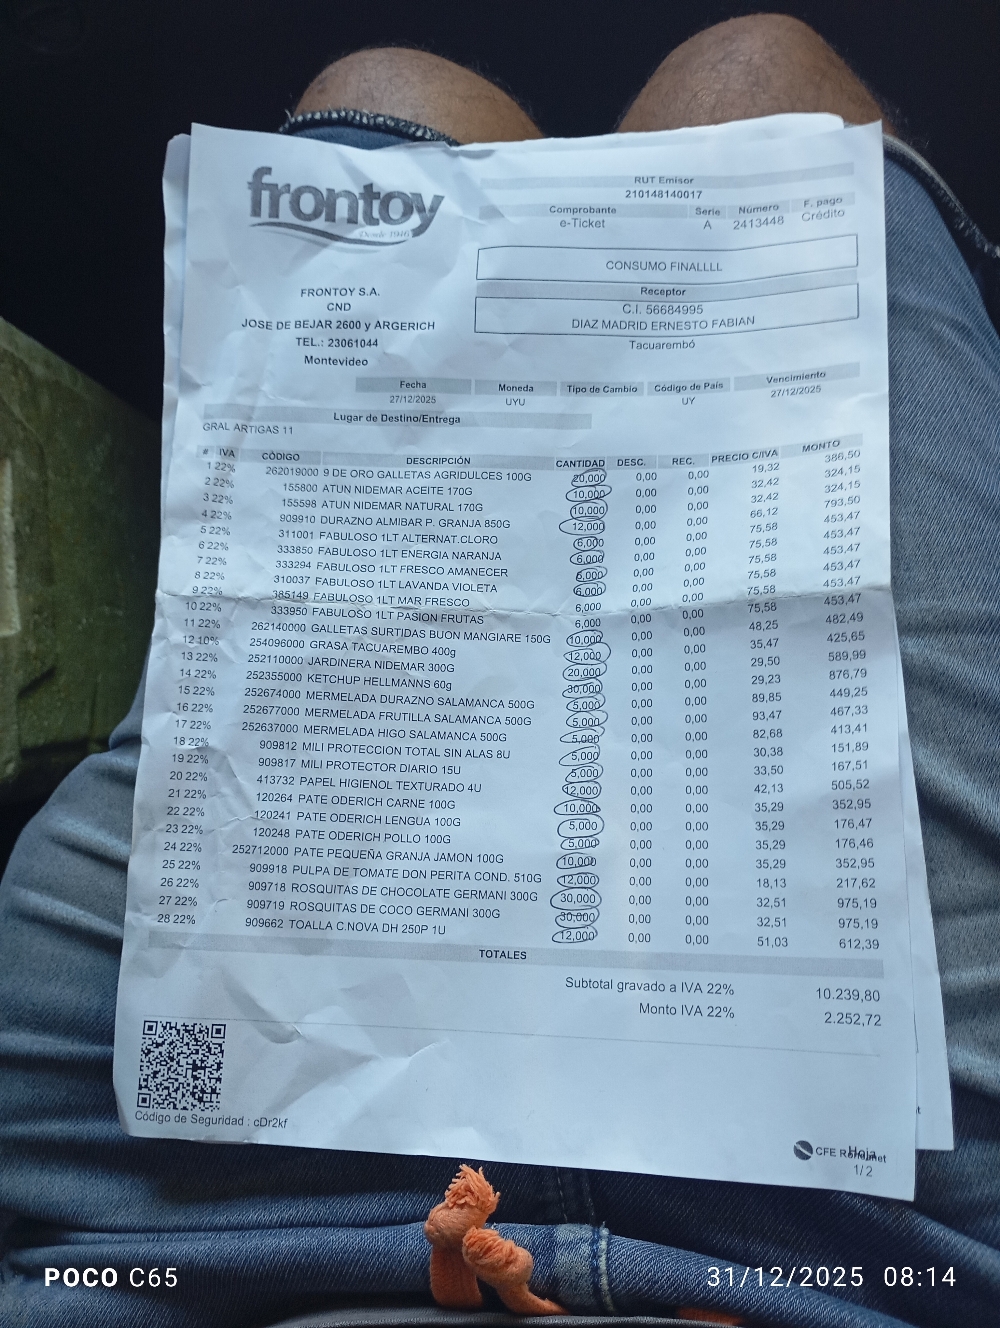 frontoy
Desde 1916
RUT Emisor
210148140017
Comprobante Serie Número F. pago
e-Ticket A 2413448 Crédito
CONSUMO FINALLLL
Receptor
C.I. 56684995
DIAZ MADRID ERNESTO FABIAN
Tacuarembó
FRONTOY S.A.
CND
JOSE DE BEJAR 2600 y ARGERICH
TEL.: 23061044
Montevideo
Fecha Moneda Tipo de Cambio Código de País Vencimiento
27/12/2025 UYU UY 27/12/2025
Lugar de Destino/Entrega
GRAL ARTIGAS 11
# IVA CÓDIGO DESCRIPCIÓN CANTIDAD DESC. REC. PRECIO C/IVA MONTO
1 22% 262019000 9 DE ORO GALLETAS AGRIDULCES 100G 20,000 0,00 0,00 19,32 386,50
2 22% 155800 ATUN NIDEMAR ACEITE 170G 10,000 0,00 0,00 32,42 324,15
3 22% 155598 ATUN NIDEMAR NATURAL 170G 10,000 0,00 0,00 32,42 324,15
4 22% 909910 DURAZNO ALMIBAR P. GRANJA 850G 12,000 0,00 0,00 66,12 793,50
5 22% 311001 FABULOSO 1LT ALTERNAT.CLORO 6,000 0,00 0,00 75,58 453,47
6 22% 333850 FABULOSO 1LT ENERGIA NARANJA 6,000 0,00 0,00 75,58 453,47
7 22% 333294 FABULOSO 1LT FRESCO AMANECER 6,000 0,00 0,00 75,58 453,47
8 22% 310037 FABULOSO 1LT LAVANDA VIOLETA 6,000 0,00 0,00 75,58 453,47
9 22% 385149 FABULOSO 1LT MAR FRESCO 6,000 0,00 0,00 75,58 453,47
10 22% 333950 FABULOSO 1LT PASION FRUTAS 6,000 0,00 0,00 75,58 453,47
11 22% 262140000 GALLETAS SURTIDAS BUON MANGIARE 150G 10,000 0,00 0,00 48,25 482,49
12 10% 254096000 GRASA TACUAREMBO 400g 12,000 0,00 0,00 35,47 425,65
13 22% 252110000 JARDINERA NIDEMAR 300G 20,000 0,00 0,00 29,50 589,99
14 22% 252355000 KETCHUP HELLMANNS 60g 30,000 0,00 0,00 29,23 876,79
15 22% 252674000 MERMELADA DURAZNO SALAMANCA 500G 5,000 0,00 0,00 89,85 449,25
16 22% 252677000 MERMELADA FRUTILLA SALAMANCA 500G 5,000 0,00 0,00 93,47 467,33
17 22% 252637000 MERMELADA HIGO SALAMANCA 500G 5,000 0,00 0,00 82,68 413,41
18 22% 909812 MILI PROTECCION TOTAL SIN ALAS 8U 5,000 0,00 0,00 30,38 151,89
19 22% 909817 MILI PROTECTOR DIARIO 15U 5,000 0,00 0,00 33,50 167,51
20 22% 413732 PAPEL HIGIENOL TEXTURADO 4U 12,000 0,00 0,00 42,13 505,52
21 22% 120264 PATE ODERICH CARNE 100G 10,000 0,00 0,00 35,29 352,95
22 22% 120241 PATE ODERICH LENGUA 100G 5,000 0,00 0,00 35,29 176,47
23 22% 120248 PATE ODERICH POLLO 100G 5,000 0,00 0,00 35,29 176,46
24 22% 252712000 PATE PEQUEÑA GRANJA JAMON 100G 10,000 0,00 0,00 35,29 352,95
25 22% 909918 PULPA DE TOMATE DON PERITA COND. 510G 12,000 0,00 0,00 18,13 217,62
26 22% 909718 ROSQUITAS DE CHOCOLATE GERMANI 300G 30,000 0,00 0,00 32,51 975,19
27 22% 909719 ROSQUITAS DE COCO GERMANI 300G 30,000 0,00 0,00 32,51 975,19
28 22% 909662 TOALLA C.NOVA DH 250P 1U 12,000 0,00 0,00 51,03 612,39
TOTALES
Subtotal gravado a IVA 22% 10.239,80
Monto IVA 22% 2.252,72
Código de Seguridad : cDr2kf
CFE
Hoja
1/2
POCO C65
31/12/2025 08:14